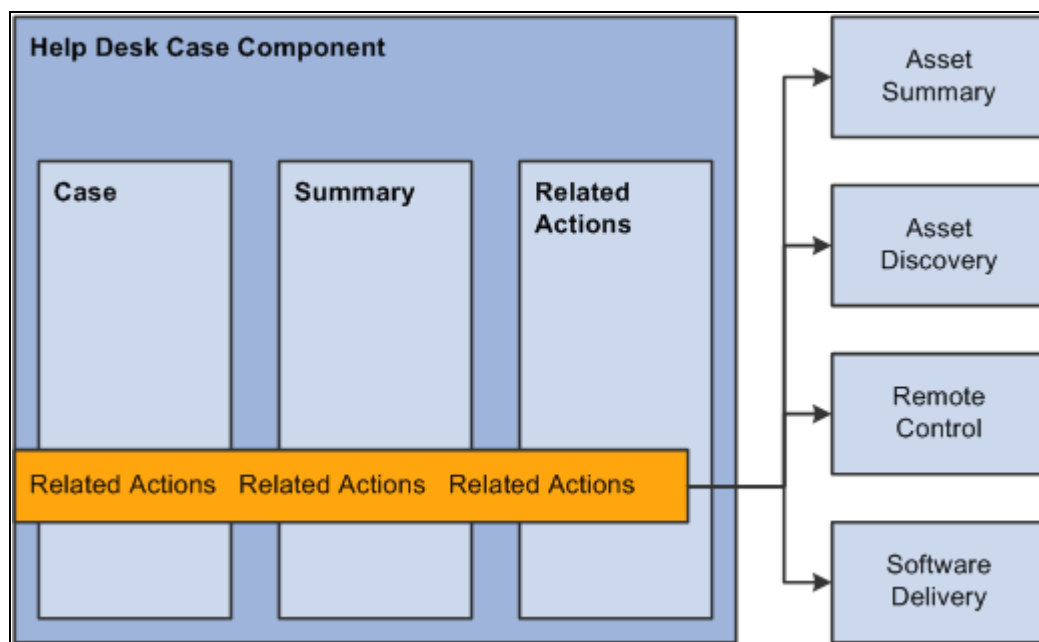 Help Desk Case Component
Case
Summary
Related
Actions
Related Actions Related Actions Related Actions
Asset
Summary
Asset
Discovery
Remote
Control
Software
Delivery